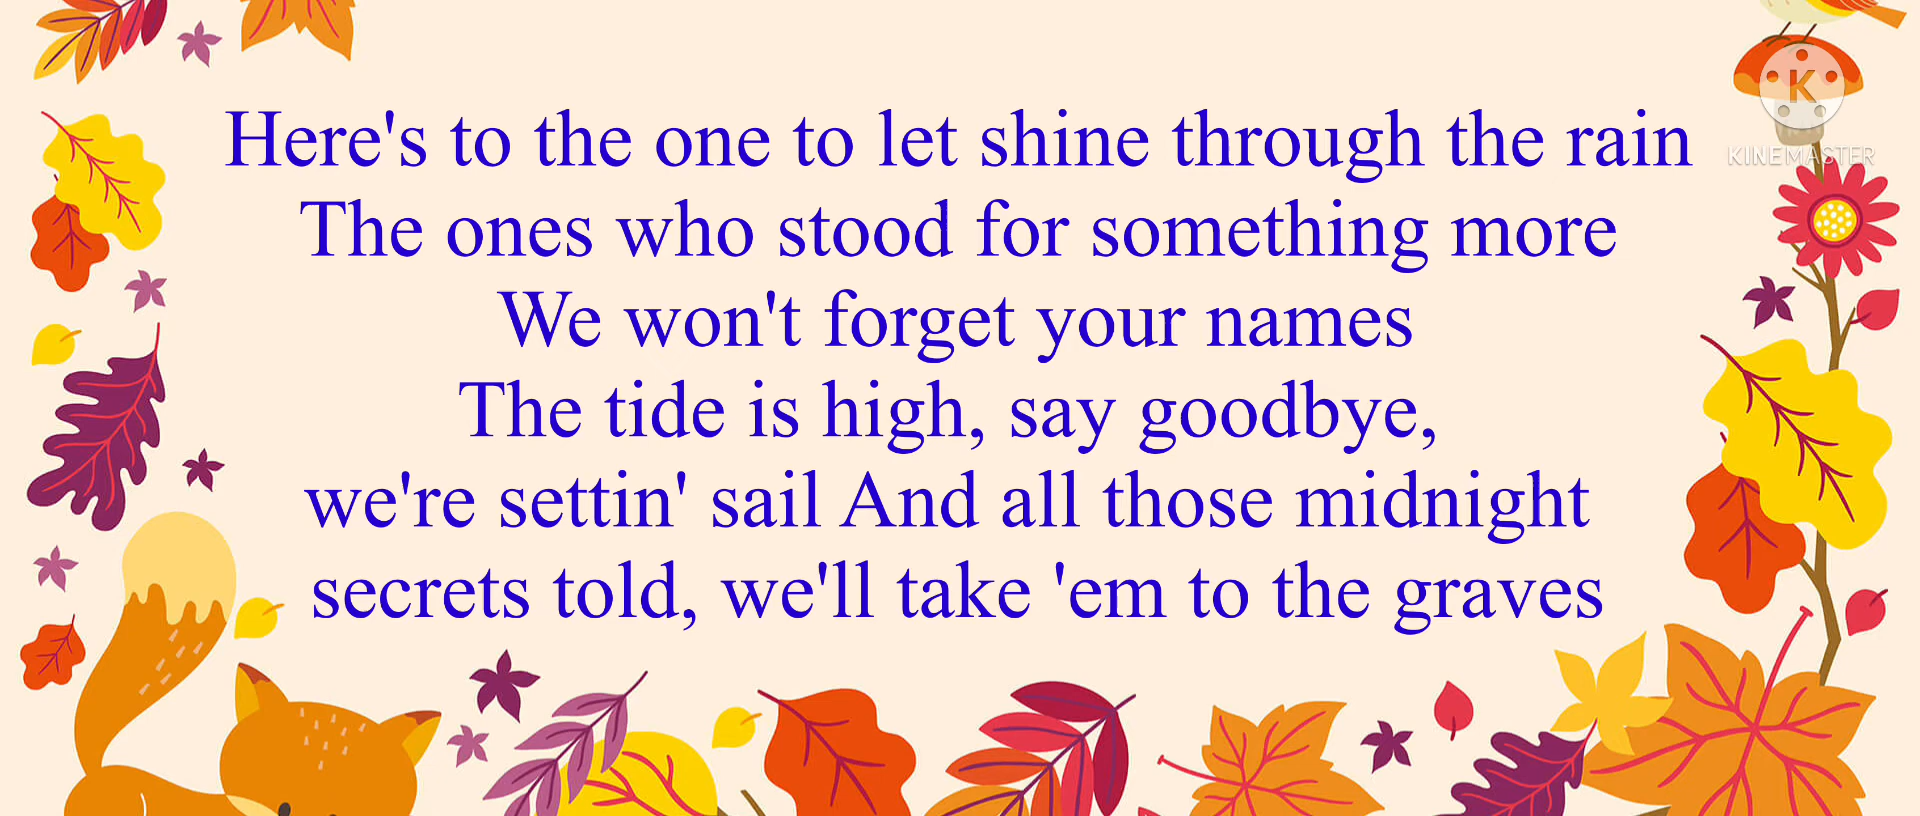 Here's to the one to let shine through the rain
The ones who stood for something more
We won't forget your names
The tide is high, say goodbye,
we're settin' sail And all those midnight
secrets told, we'll take 'em to the graves
K
KINEMASTER